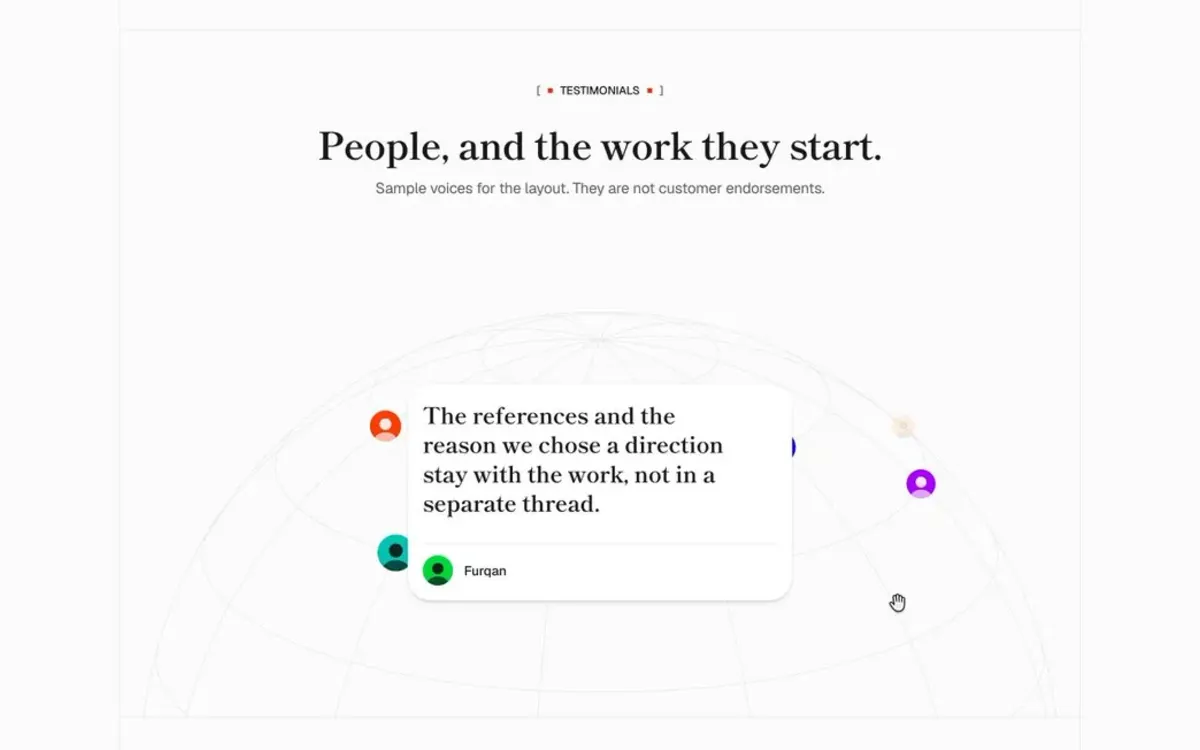 [ ▪ TESTIMONIALS ▪ ]
People, and the work they start.
Sample voices for the layout. They are not customer endorsements.
The references and the
reason we chose a direction
stay with the work, not in a
separate thread.
Furqan